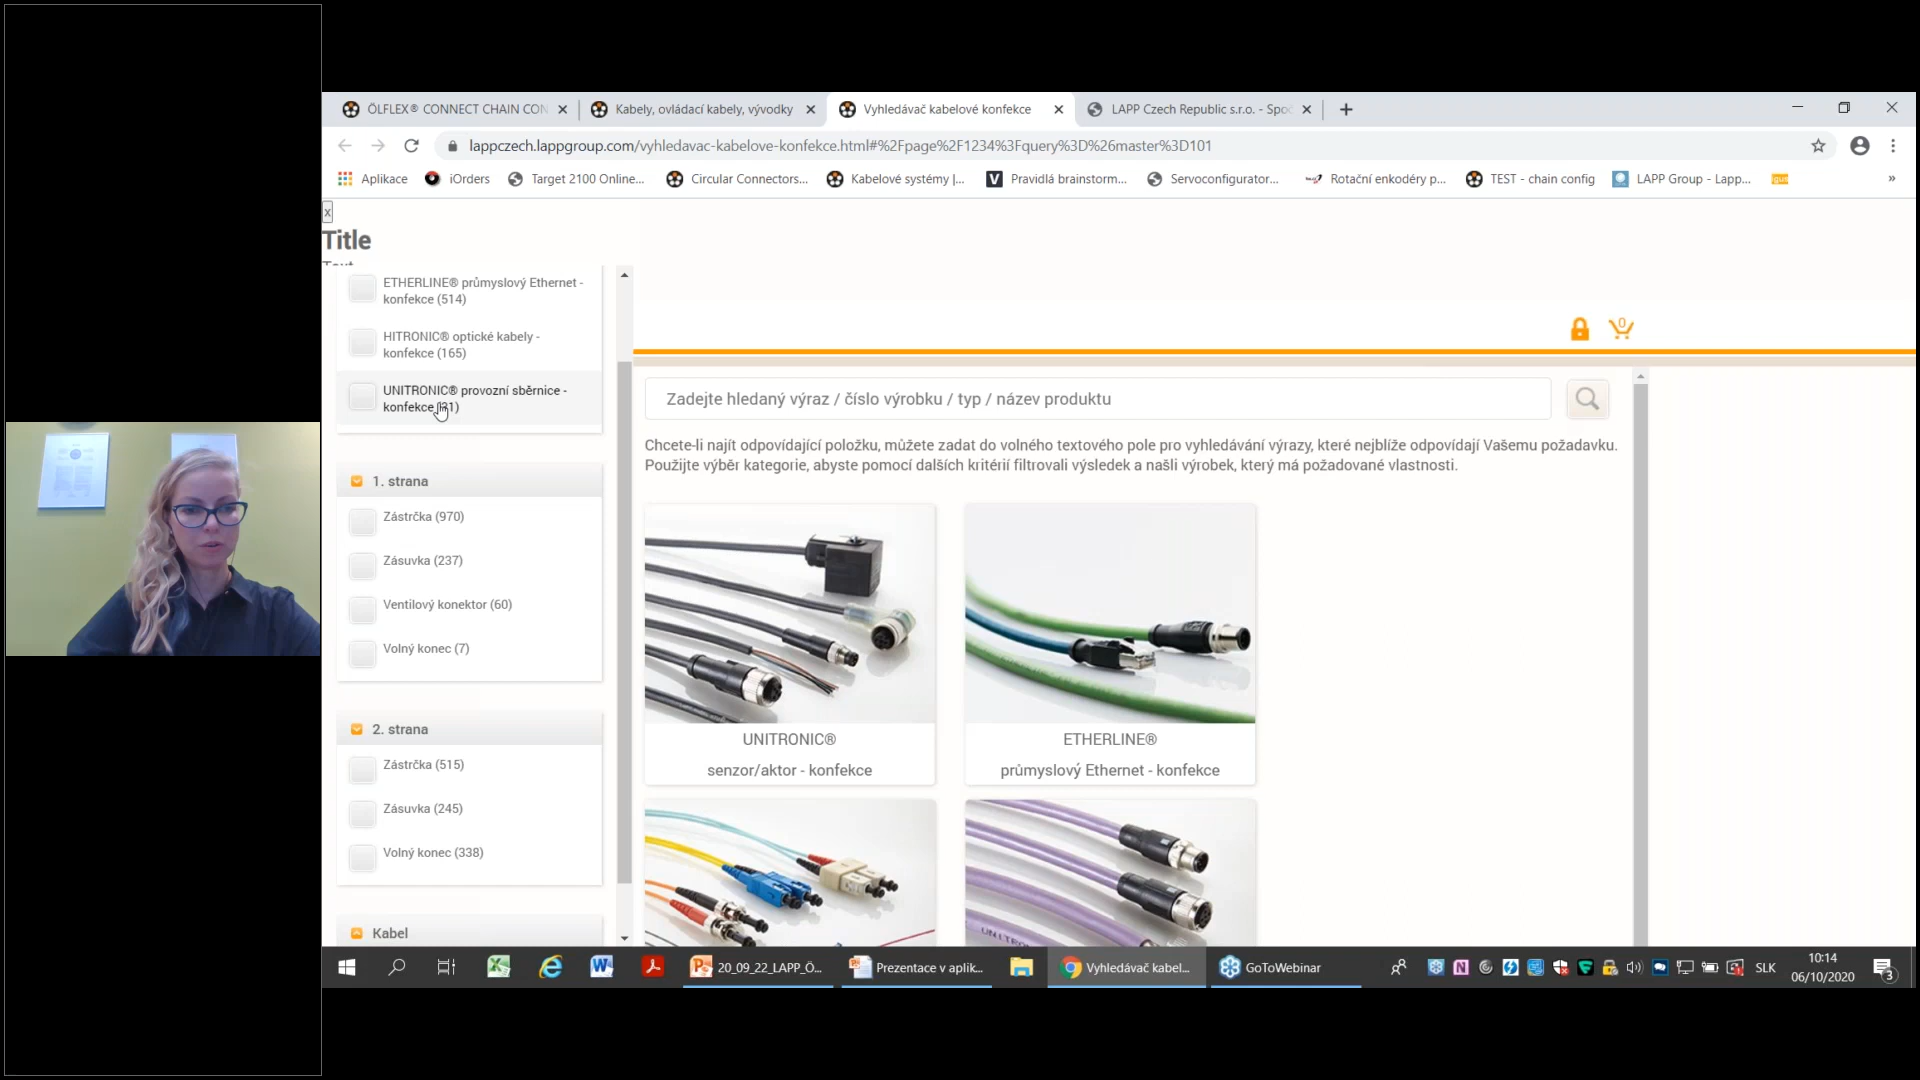 ÖLFLEX® CONNECT CHAIN CON
Kabely, ovládací kabely, vývodky
Vyhledávač kabelové konfekce
LAPP Czech Republic s.r.o. - Spo
lappczech.lappgroup.com/vyhledavac-kabelove-konfekce.html#%2Fpage%2F1234%3Fquery%3D%26master%3D101
Aplikace
iOrders
Target 2100 Online...
Circular Connectors...
Kabelové systémy |...
Pravidlá brainstorm...
Servoconfigurator...
Rotační enkodéry p...
TEST - chain config
LAPP Group - Lapp...
igus
»
x
Title
Text
ETHERLINE® průmyslový Ethernet -
konfekce (514)
HITRONIC® optické kabely -
konfekce (165)
UNITRONIC® provozní sběrnice -
konfekce
1. strana
Zástrčka (970)
Zásuvka (237)
Ventilový konektor (60)
Volný konec (7)
2. strana
Zástrčka (515)
Zásuvka (245)
Volný konec (338)
Kabel
0
Zadejte hledaný výraz / číslo výrobku / typ / název produktu
Chcete-li najít odpovídající položku, můžete zadat do volného textového pole pro vyhledávání výrazy, které nejblíže odpovídají Vašemu požadavku.
Použijte výběr kategorie, abyste pomocí dalších kritérií filtrovali výsledek a našli výrobek, který má požadované vlastnosti.
UNITRONIC®
senzor/aktor - konfekce
ETHERLINE®
průmyslový Ethernet - konfekce
20_09_22_LAPP_Ö...
Prezentace v aplik...
Vyhledávač kabel...
GoToWebinar
SLK
10:14
06/10/2020
3